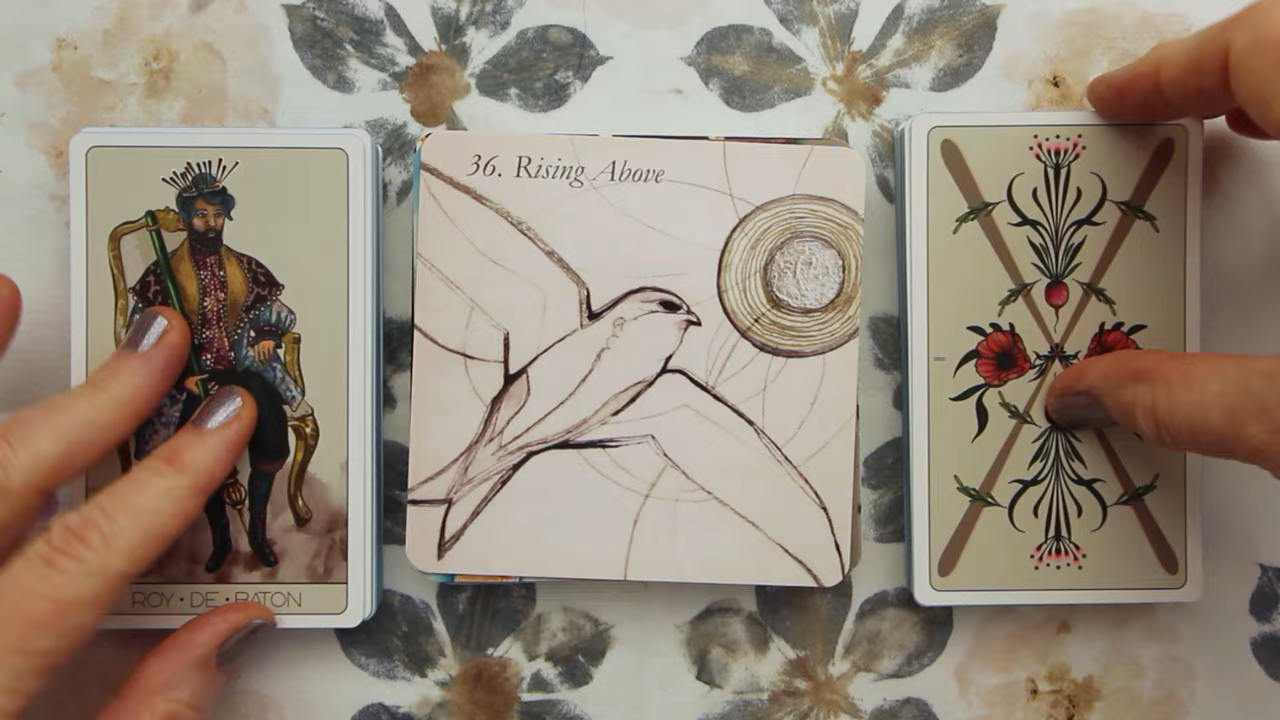 36. Rising Above
ROY • DE • BATON